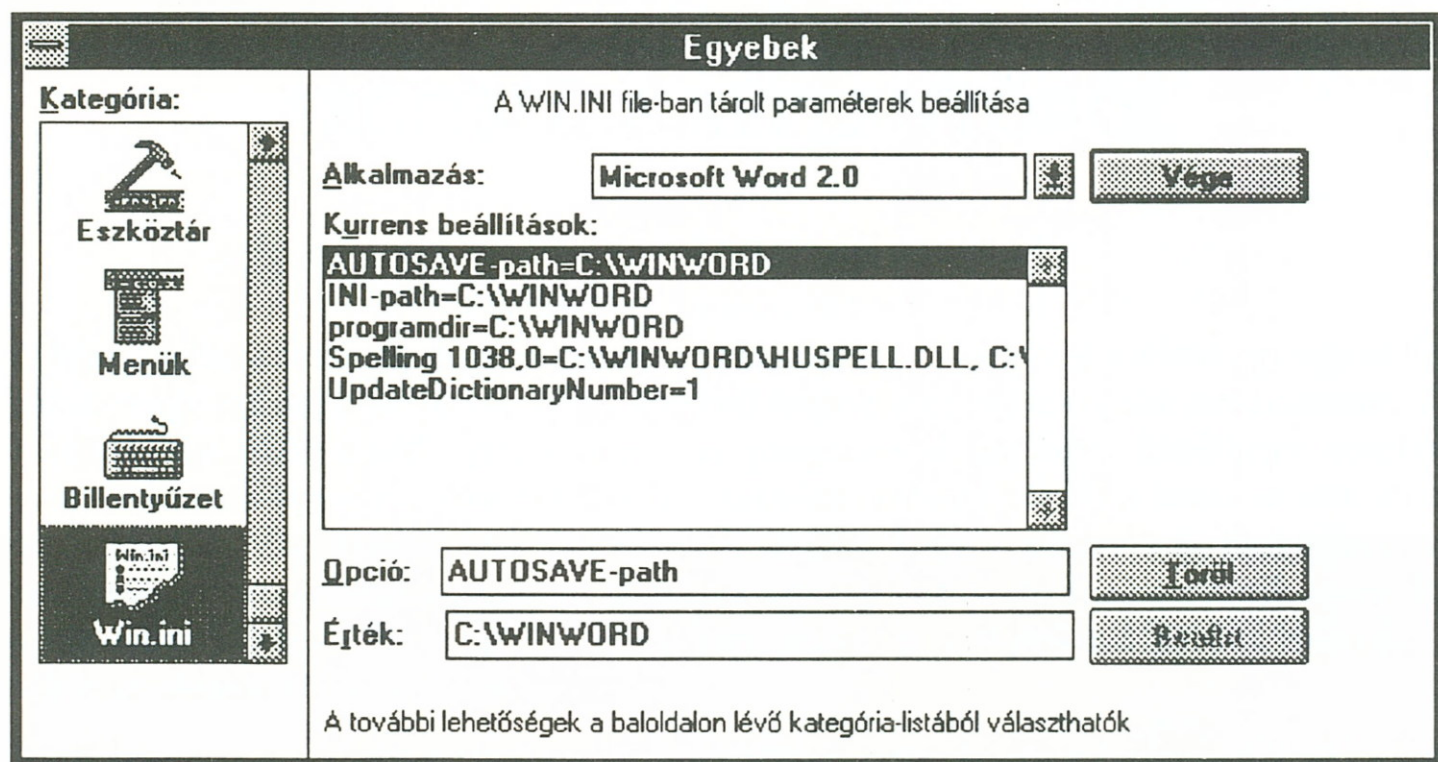 Egyebek
Kategória:
Eszköztár
Menük
Billentyűzet
Win.ini
Win.ini
A WIN.INI file-ban tárolt paraméterek beállítása
Alkalmazás:
Microsoft Word 2.0
Vége
Kurrens beállítások:
AUTOSAVE-path=C:\WINWORD
INI-path=C:\WINWORD
programdir=C:\WINWORD
Spelling 1038,0=C:\WINWORD\HUSPELL.DLL, C:\
UpdateDictionaryNumber=1
Opció:
AUTOSAVE-path
Töröl
Érték:
C:\WINWORD
Beállít
A további lehetőségek a baloldalon lévő kategória-listából választhatók